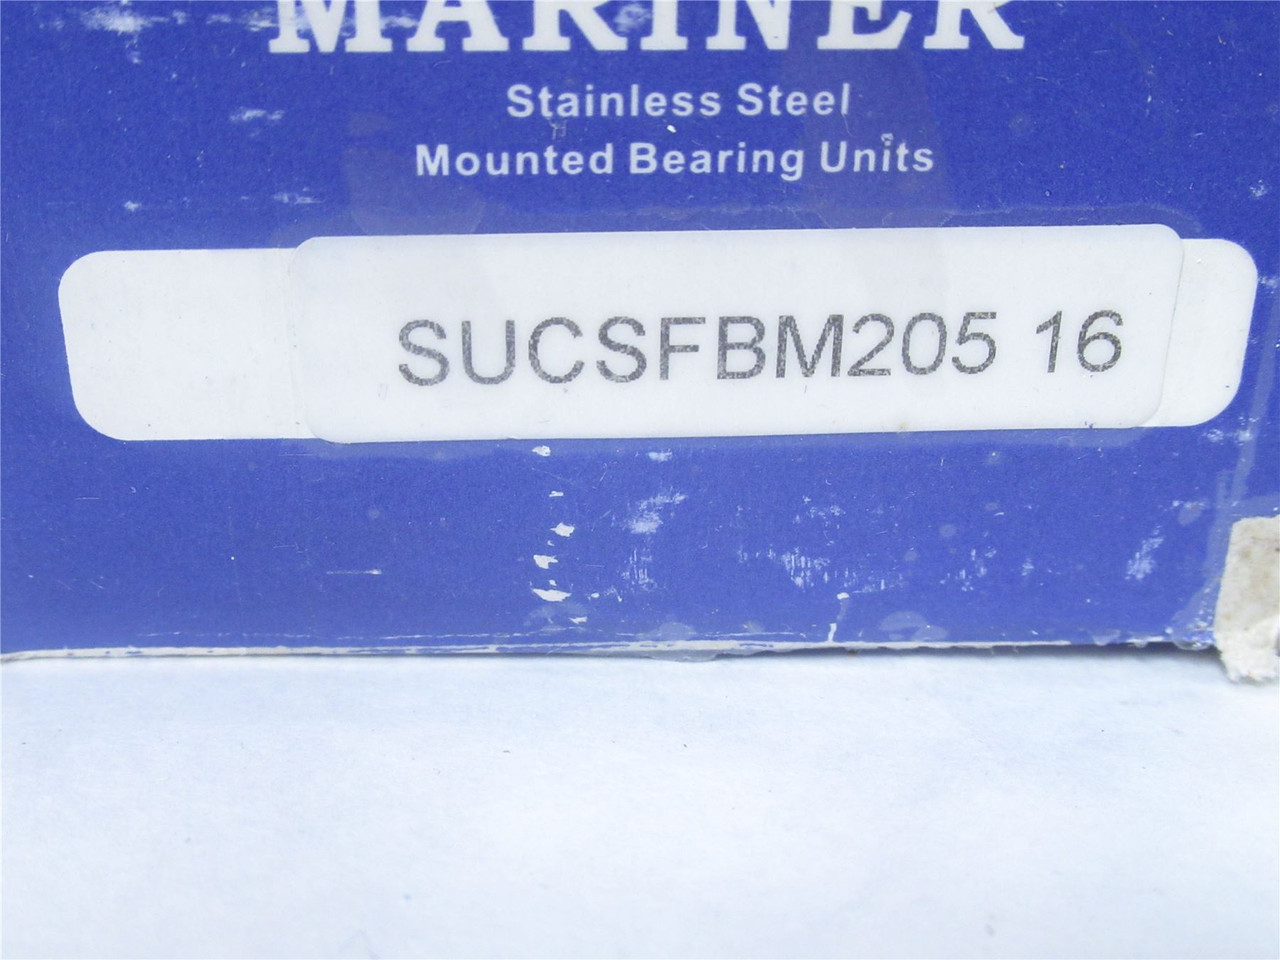 MARINER
Stainless Steel
Mounted Bearing Units
SUCSFBM205 16